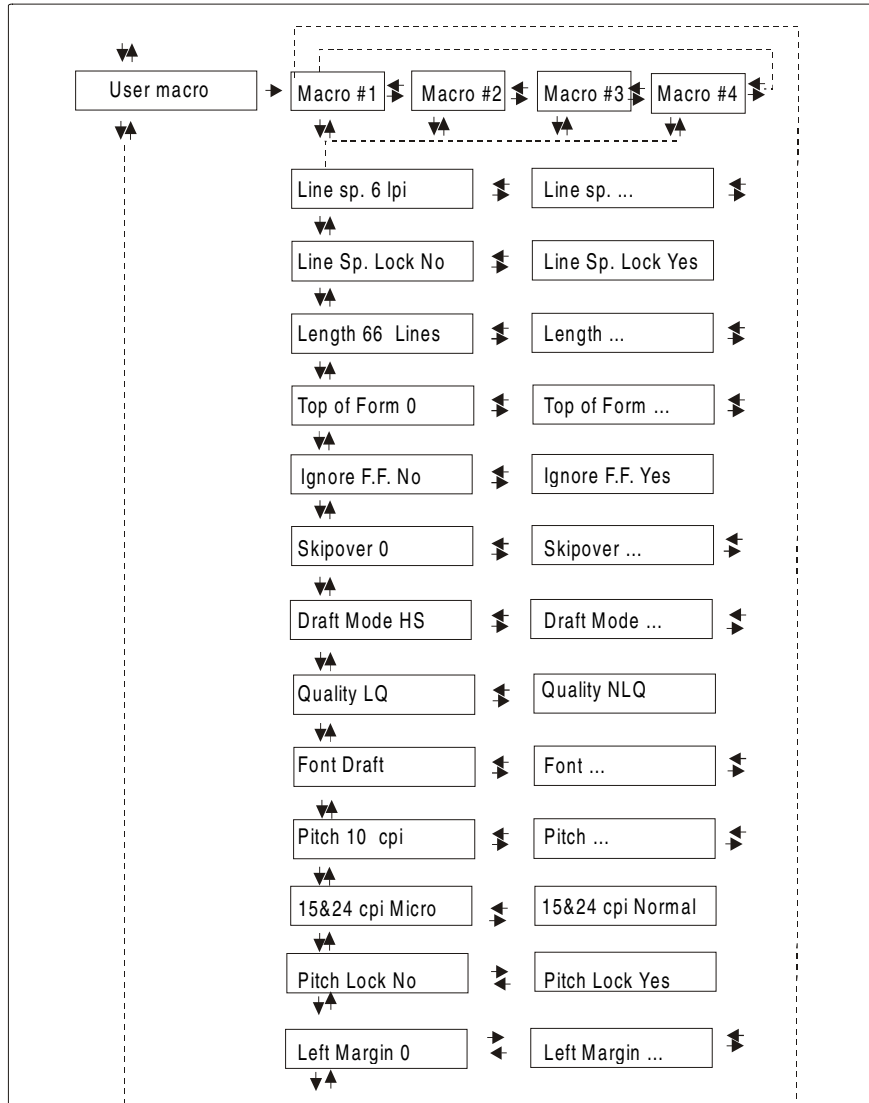 User macro Macro #1 Macro #2 Macro #3 Macro #4
Line sp. 6 lpi Line sp. ...
Line Sp. Lock No Line Sp. Lock Yes
Length 66 Lines Length ...
Top of Form 0 Top of Form ...
Ignore F.F. No Ignore F.F. Yes
Skipover 0 Skipover ...
Draft Mode HS Draft Mode ...
Quality LQ Quality NLQ
Font Draft Font ...
Pitch 10 cpi Pitch ...
15&24 cpi Micro 15&24 cpi Normal
Pitch Lock No Pitch Lock Yes
Left Margin 0 Left Margin ...